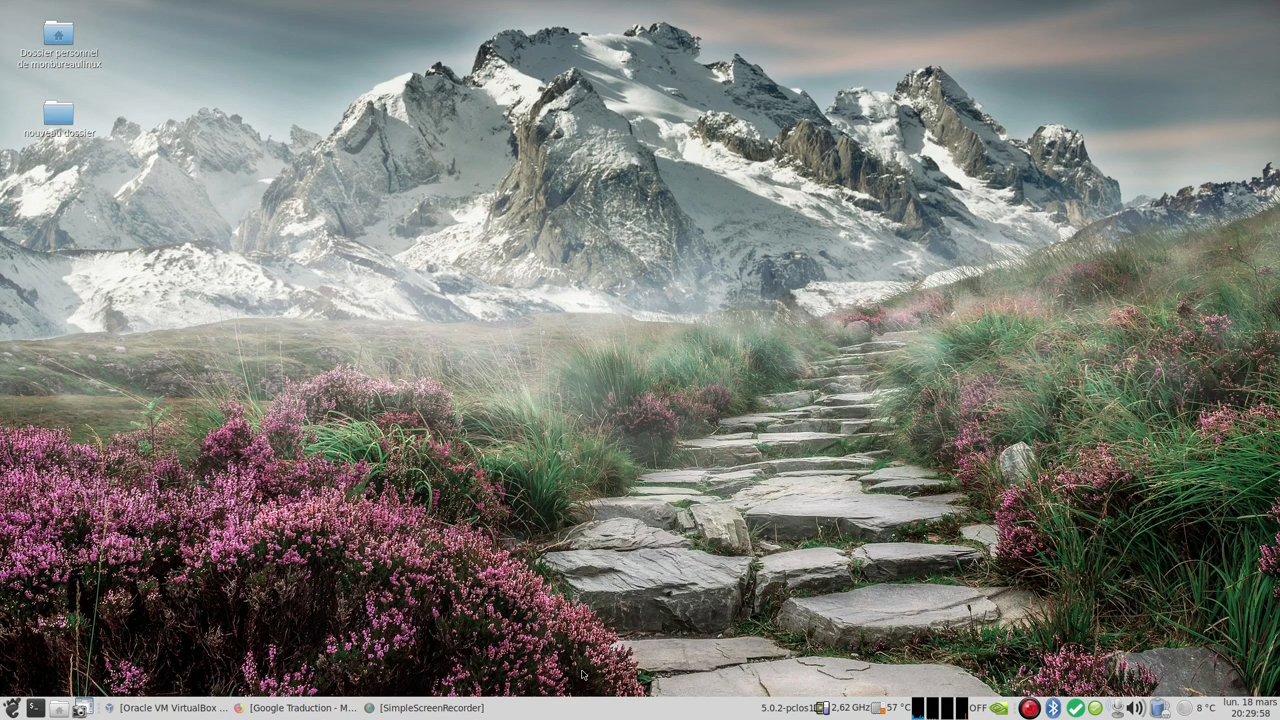 Dossier personnel
de monbureaulinux
nouveau dossier
[Oracle VM VirtualBox ...
[Google Traduction - M...
[SimpleScreenRecorder]
5.0.2-pclos1
2,62 GHz
57 °C
OFF
8 °C
lun. 18 mars
20:29:58